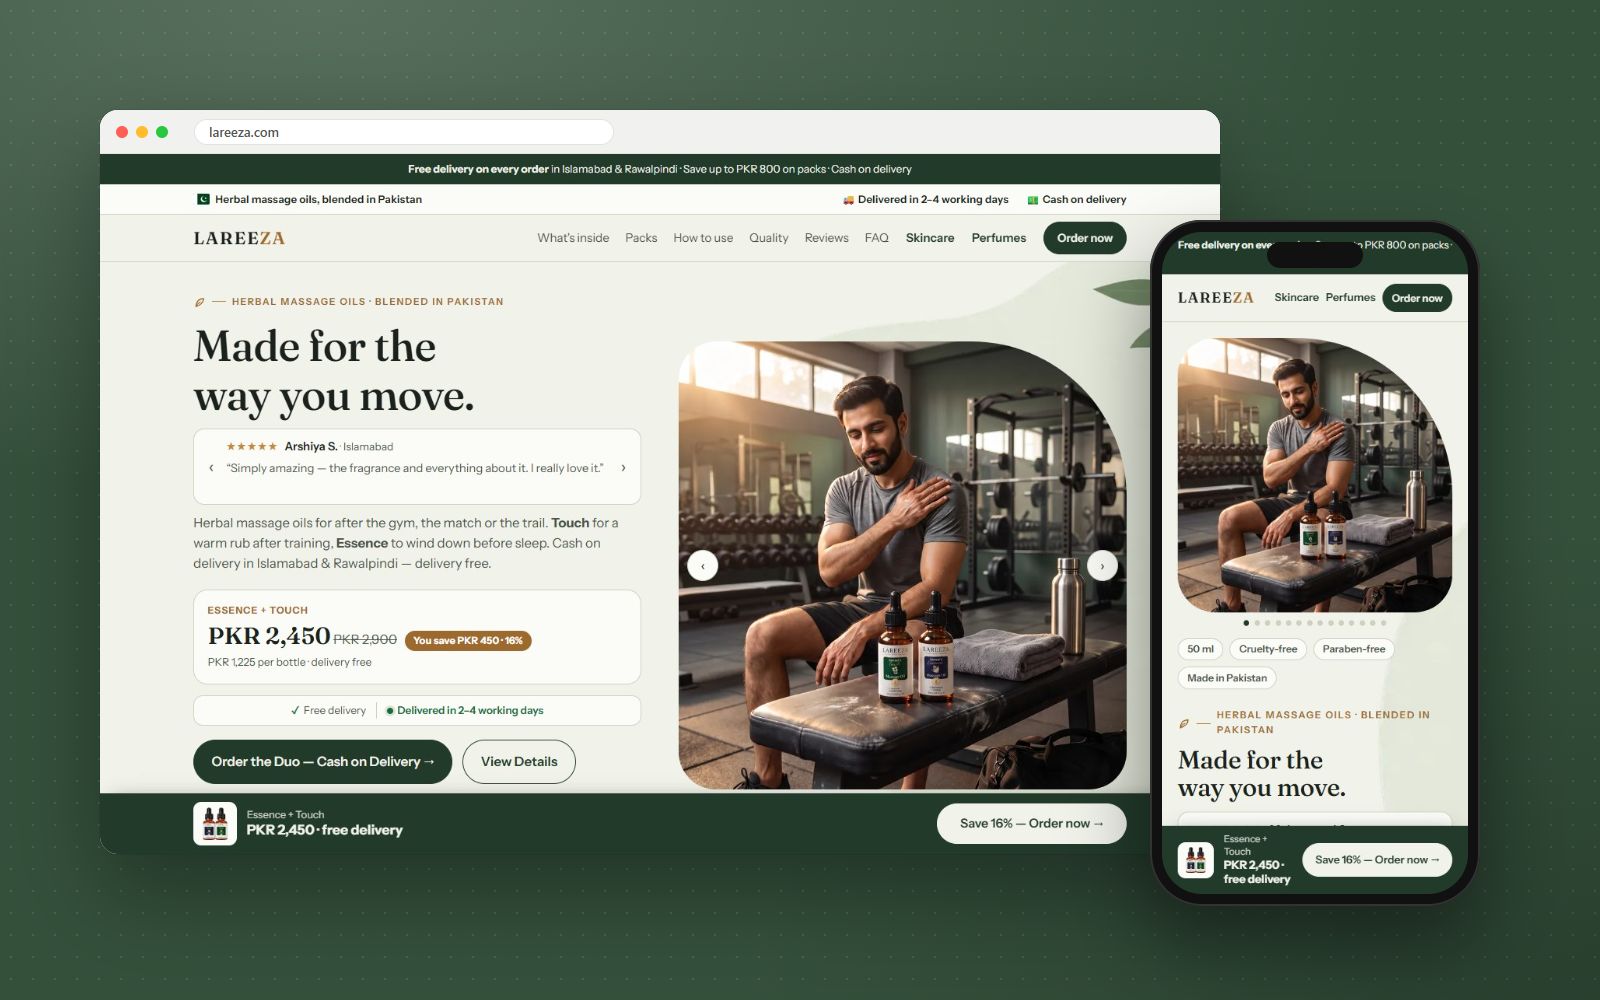 lareeza.com
Free delivery on every order in Islamabad & Rawalpindi · Save up to PKR 800 on packs · Cash on delivery
Herbal massage oils, blended in Pakistan
Delivered in 2–4 working days
Cash on delivery
LAREEZA
What's inside
Packs
How to use
Quality
Reviews
FAQ
Skincare
Perfumes
Order now
HERBAL MASSAGE OILS · BLENDED IN PAKISTAN
Made for the
way you move.
★★★★★ Arshiya S. · Islamabad
‹ “Simply amazing — the fragrance and everything about it. I really love it.” ›
Herbal massage oils for after the gym, the match or the trail. Touch for a
warm rub after training, Essence to wind down before sleep. Cash on
delivery in Islamabad & Rawalpindi — delivery free.
ESSENCE + TOUCH
PKR 2,450 PKR 2,900 You save PKR 450 · 16%
PKR 1,225 per bottle · delivery free
✓ Free delivery
Delivered in 2–4 working days
Order the Duo — Cash on Delivery →
View Details
‹ ›
LAREEZA
LAREEZA
Essence + Touch
PKR 2,450 · free delivery
Save 16% — Order now →
Free delivery on
PKR 800 on packs ·
LAREEZA
Skincare
Perfumes
Order now
50 ml
Cruelty-free
Paraben-free
Made in Pakistan
HERBAL MASSAGE OILS · BLENDED IN
PAKISTAN
Made for the
way you move.
Essence +
Touch
PKR 2,450 ·
free delivery
Save 16% — Order now →